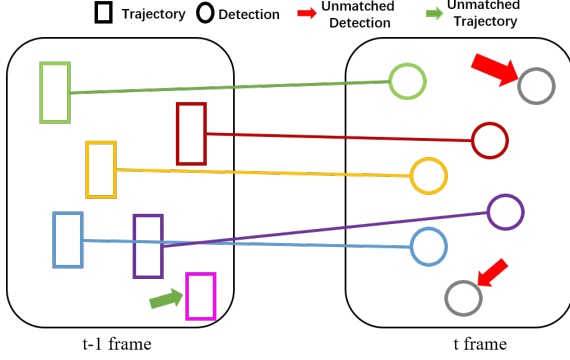 Trajectory
Detection
Unmatched
Detection
Unmatched
Trajectory
t-1 frame
t frame